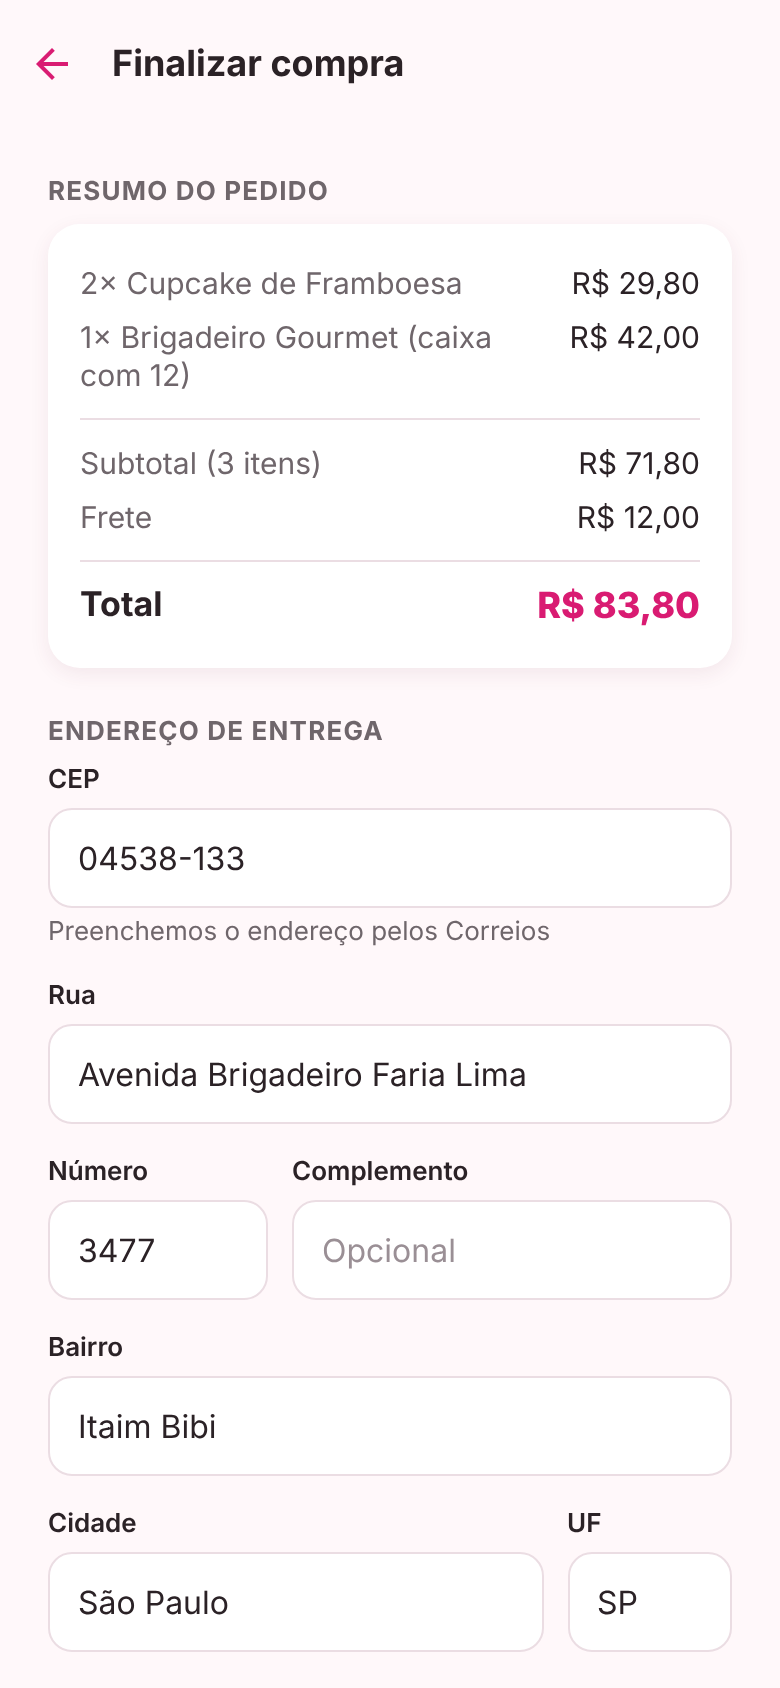 Finalizar compra
RESUMO DO PEDIDO
2× Cupcake de Framboesa R$ 29,80
1× Brigadeiro Gourmet (caixa R$ 42,00
com 12)
Subtotal (3 itens) R$ 71,80
Frete R$ 12,00
Total R$ 83,80
ENDEREÇO DE ENTREGA
CEP
04538-133
Preenchemos o endereço pelos Correios
Rua
Avenida Brigadeiro Faria Lima
Número Complemento
3477 Opcional
Bairro
Itaim Bibi
Cidade UF
São Paulo SP